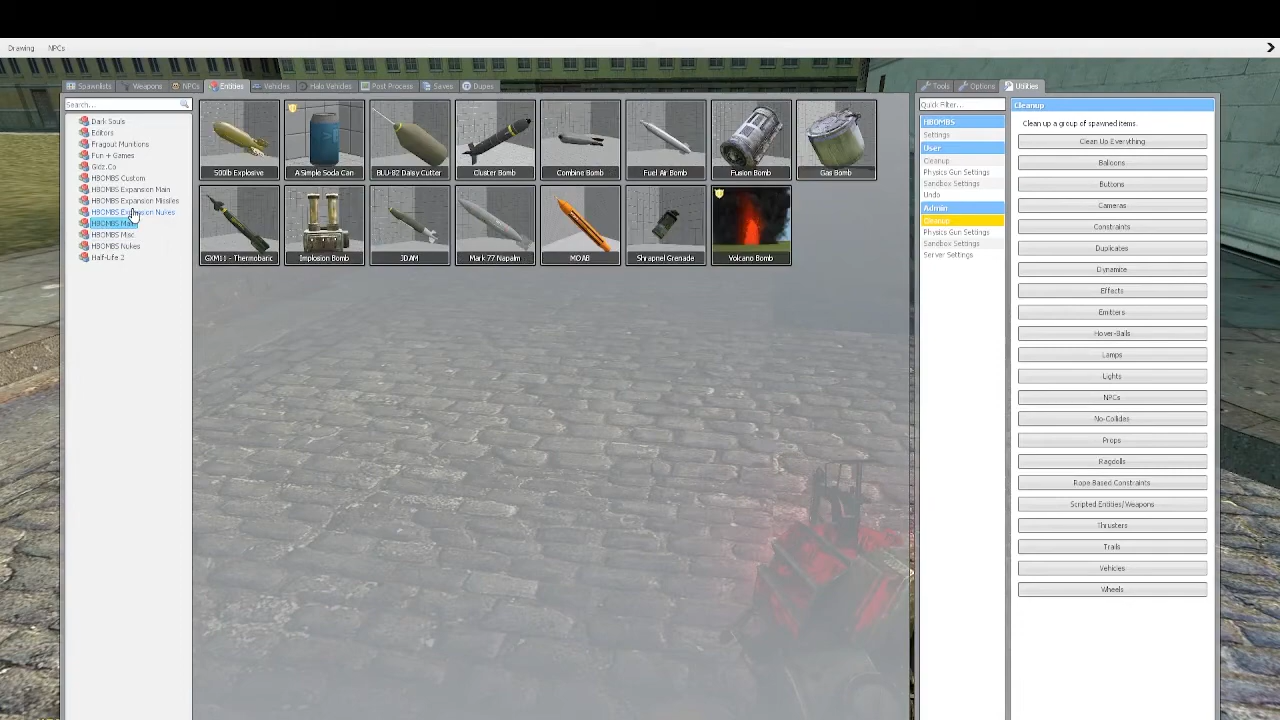 Drawing NPCs
Spawnlists Weapons NPCs Entities Vehicles Halo Vehicles Post Process Saves Dupes
Search...
Dark Souls
Editors
Fragout Munitions
Fun + Games
Gidz.Co
HBOMBS Custom
HBOMBS Expansion Main
HBOMBS Expansion Missiles
HBOMBS Expansion Nukes
HBOMBS Main
HBOMBS Misc
HBOMBS Nukes
Half-Life 2
500lb Explosive
A Simple Soda Can
BLU-82 Daisy Cutter
Cluster Bomb
Combine Bomb
Fuel Air Bomb
Fusion Bomb
Gas Bomb
Implosion Bomb
JDAM
Mark 77 Napalm
MOAB
Shrapnel Grenade
Volcano Bomb
Tools Options Utilities
Quick Filter...
HBOMBS
Settings
User
Cleanup
Physics Gun Settings
Sandbox Settings
Undo
Admin
Cleanup
Physics Gun Settings
Sandbox Settings
Server Settings
Cleanup
Clean up a group of spawned items.
Clean Up Everything
Balloons
Buttons
Cameras
Constraints
Duplicates
Dynamite
Effects
Emitters
Hover-Balls
Lamps
Lights
NPCs
No-Collides
Props
Ragdolls
Rope Based Constraints
Scripted Entities/Weapons
Thrusters
Trails
Vehicles
Wheels